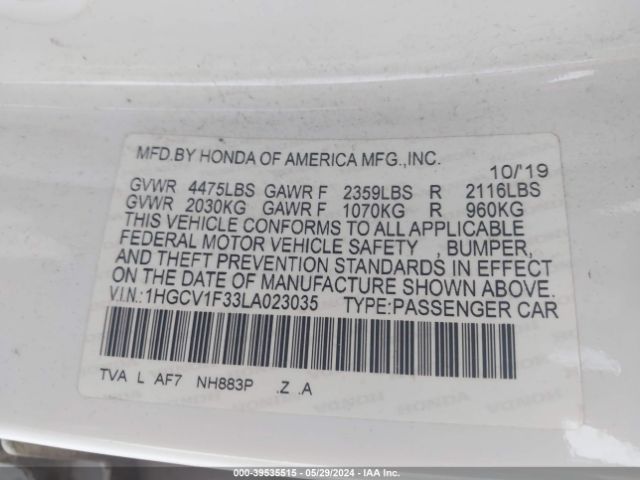 MFD.BY HONDA OF AMERICA MFG.,INC.
10/'19
GVWR 4475LBS GAWR F 2359LBS R 2116LBS
GVWR 2030KG GAWR F 1070KG R 960KG
THIS VEHICLE CONFORMS TO ALL APPLICABLE
FEDERAL MOTOR VEHICLE SAFETY , BUMPER,
AND THEFT PREVENTION STANDARDS IN EFFECT
ON THE DATE OF MANUFACTURE SHOWN ABOVE.
V.I.N.:1HGCV1F33LA023035 TYPE:PASSENGER CAR
TVA L AF7 NH883P .Z .A
HONDA HONDA HONDA
000-39535515 - 05/29/2024 - IAA Inc.